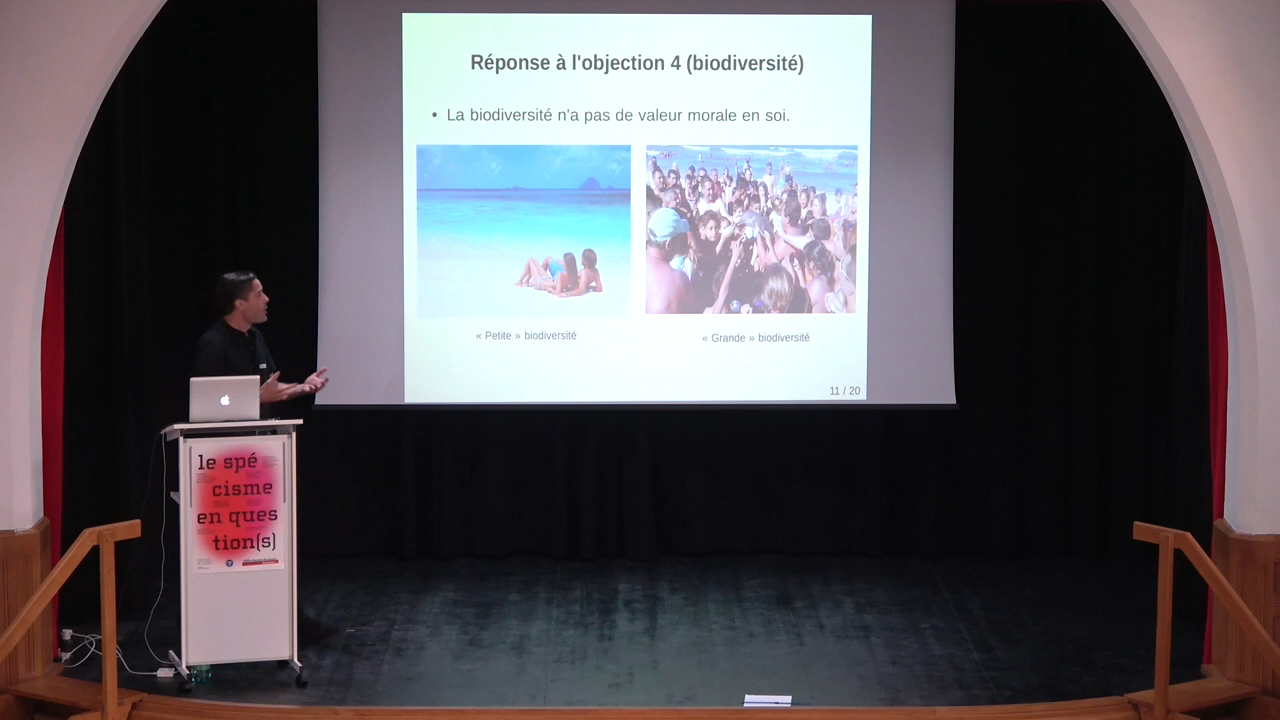 Réponse à l'objection 4 (biodiversité)
• La biodiversité n'a pas de valeur morale en soi.
« Petite » biodiversité
« Grande » biodiversité
11 / 20
le spé
cisme
en ques
tion(s)